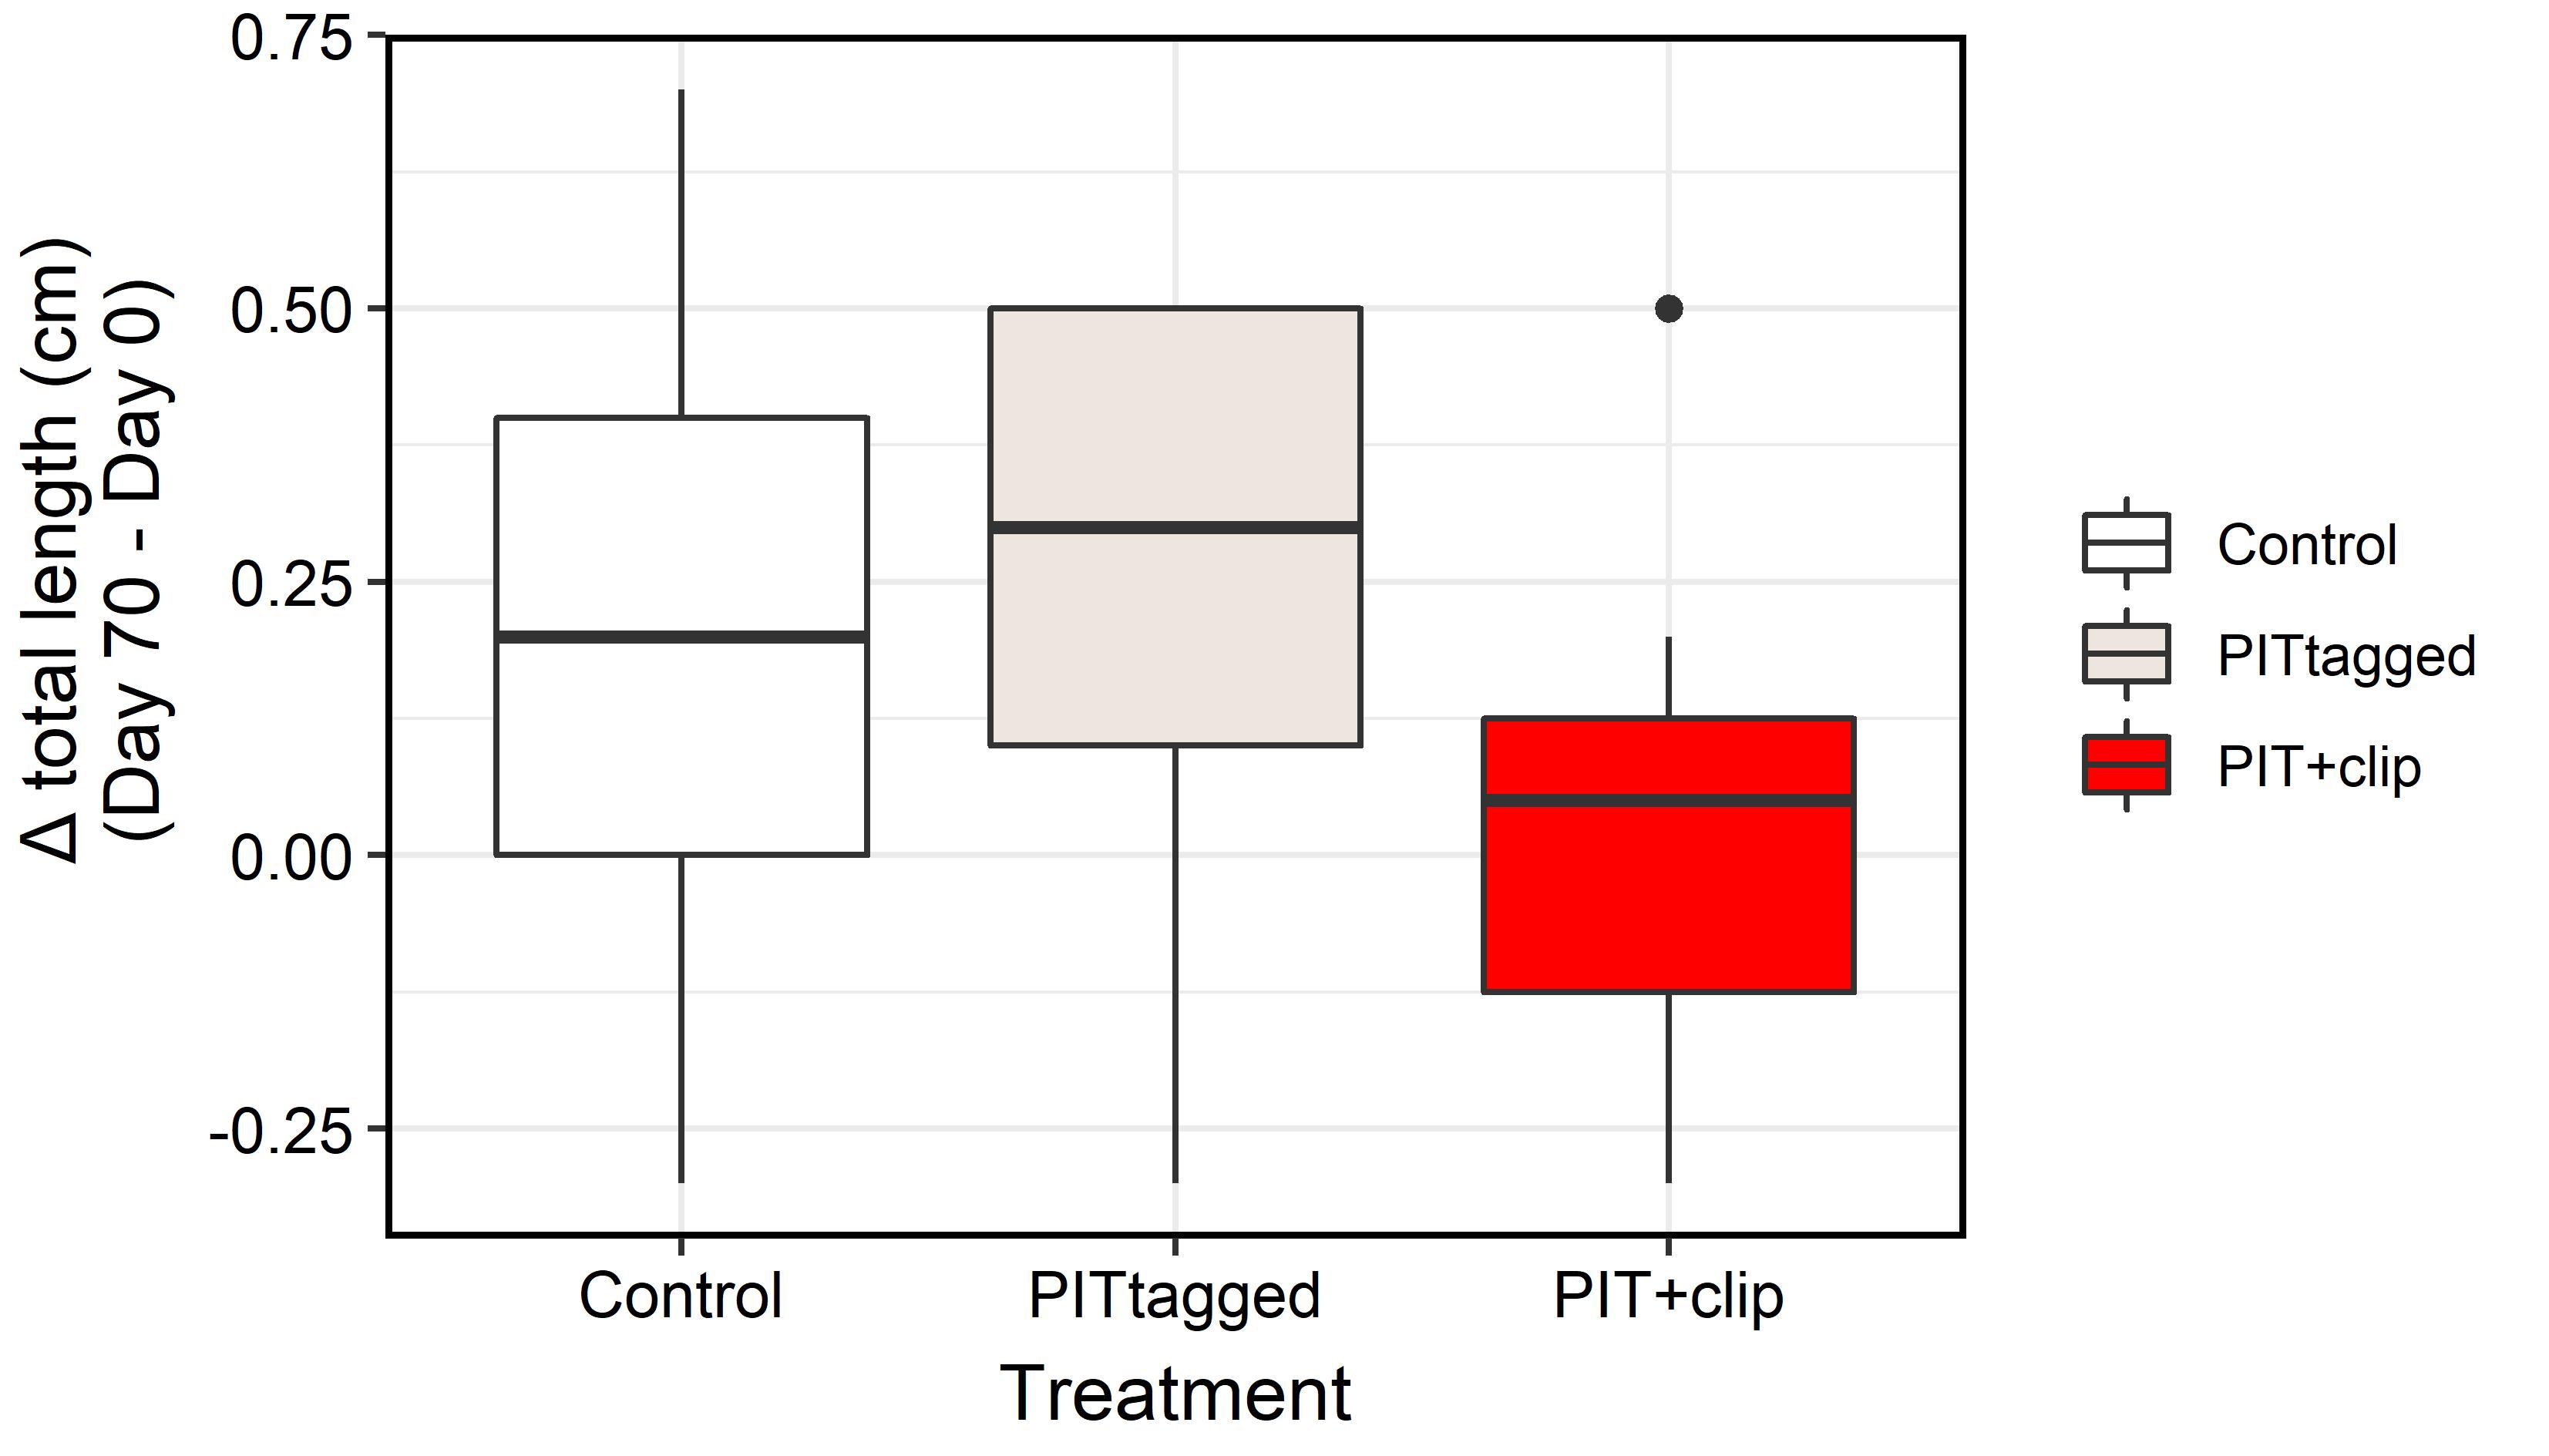 Δ total length (cm)
(Day 70 - Day 0)
0.75
0.50
0.25
0.00
-0.25
Control
PITtagged
PIT+clip
Treatment
Control
PITtagged
PIT+clip